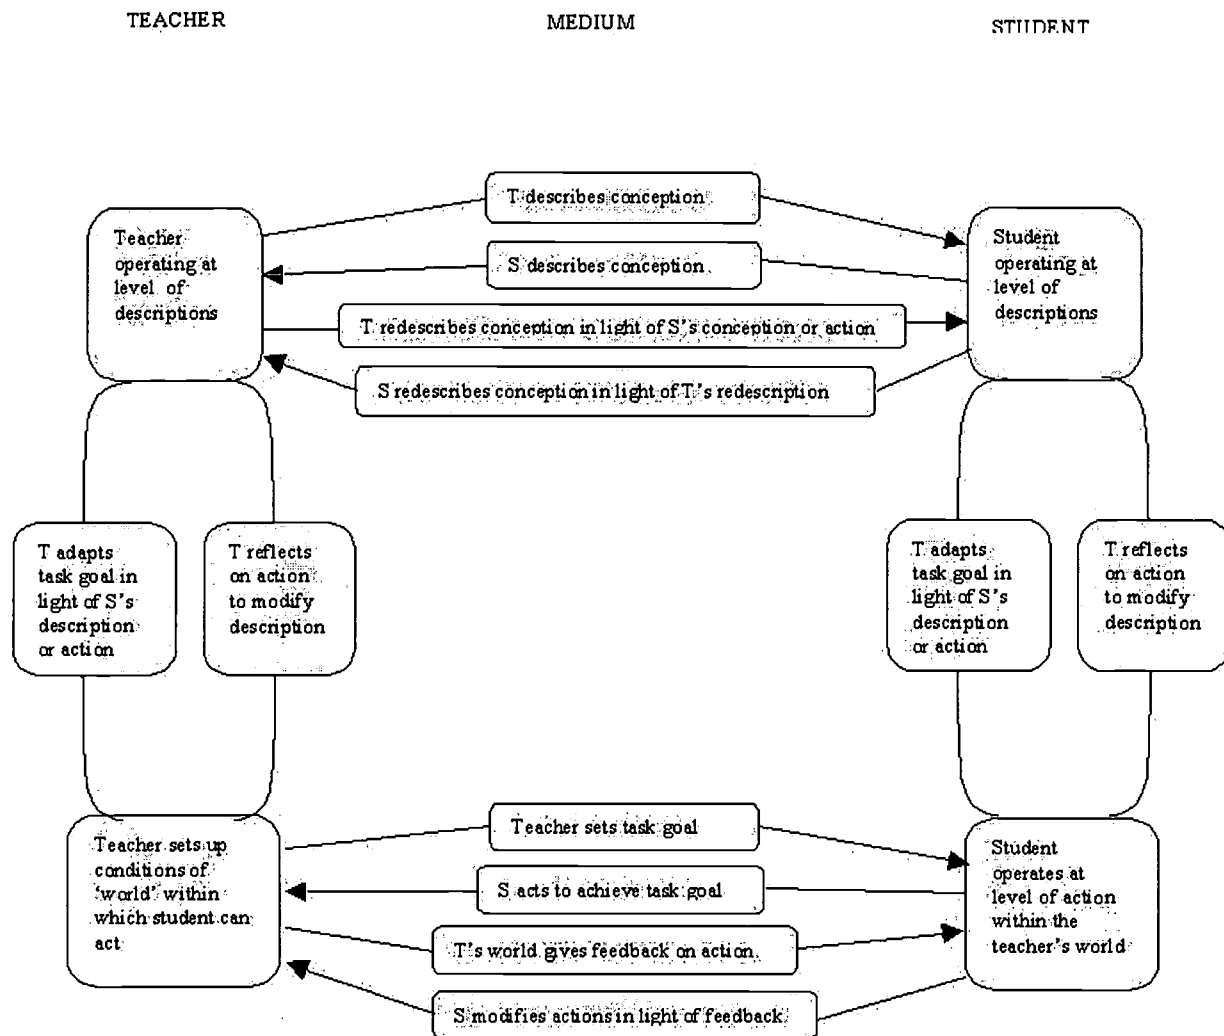 TEACHER
MEDIUM
STUDENT
T describes conception
Teacher
operating at
level of
descriptions
S describes conception
Student
operating at
level of
descriptions
T redescribes conception in light of S's conception or action
S redescribes conception in light of T's redescription
T adapts
task goal in
light of S's
description
or action
T reflects
on action
to modify
description
T adapts
task goal in
light of S's
description
or action
T reflects
on action
to modify
description
Teacher sets task goal
Teacher sets up
conditions of
'world' within
which student can
act
S acts to achieve task goal
Student
operates at
level of action
within the
teacher's world
T's world gives feedback on action.
S modifies actions in light of feedback.